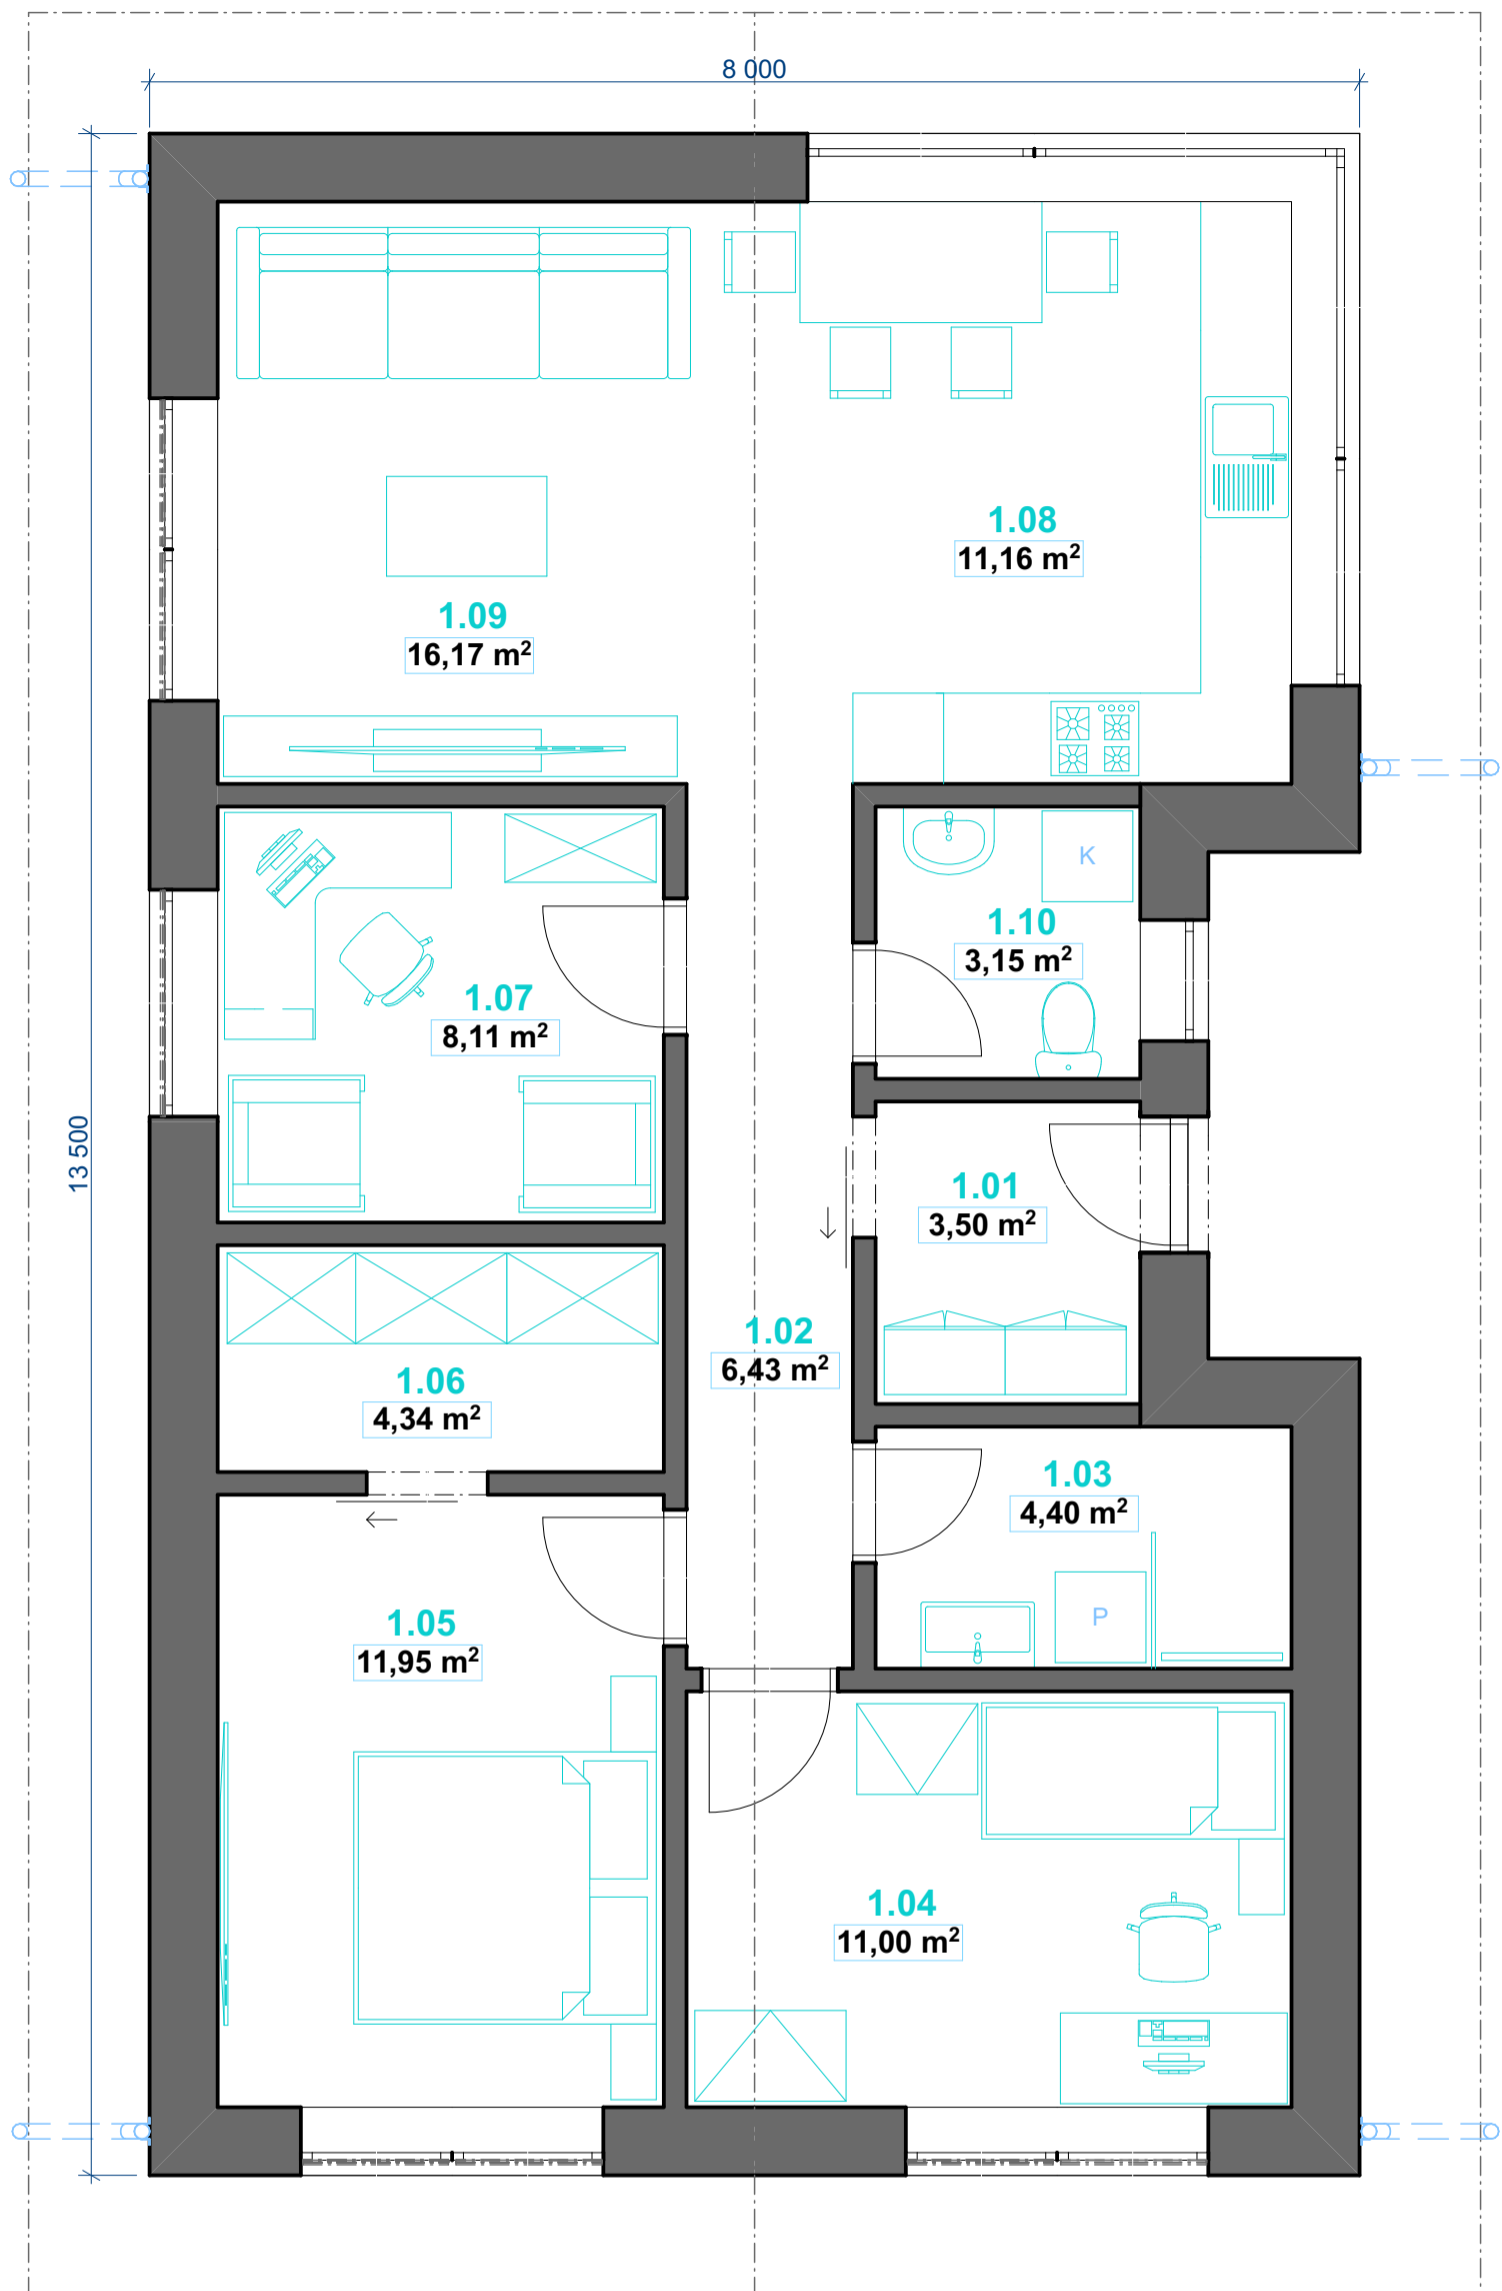 8 000
13 500
1.08
11,16 m²
1.09
16,17 m²
K
1.10
3,15 m²
1.07
8,11 m²
1.01
3,50 m²
1.02
6,43 m²
1.06
4,34 m²
1.03
4,40 m²
P
1.05
11,95 m²
1.04
11,00 m²